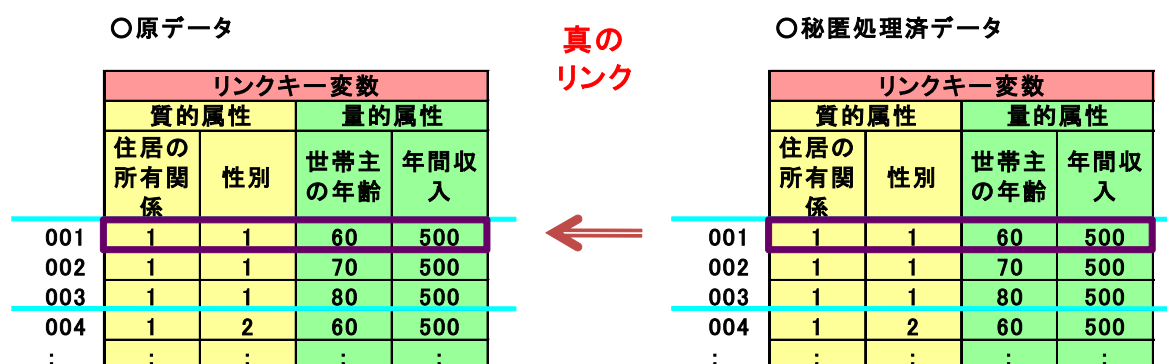 ○原データ
真の
リンク
○秘匿処理済データ
リンクキー変数
質的属性 量的属性
住居の
所有関
係
性別
世帯主
の年齢
年間収
入
001 1 1 60 500
002 1 1 70 500
003 1 1 80 500
004 1 2 60 500
: : : : :
リンクキー変数
質的属性 量的属性
住居の
所有関
係
性別
世帯主
の年齢
年間収
入
001 1 1 60 500
002 1 1 70 500
003 1 1 80 500
004 1 2 60 500
: : : : :